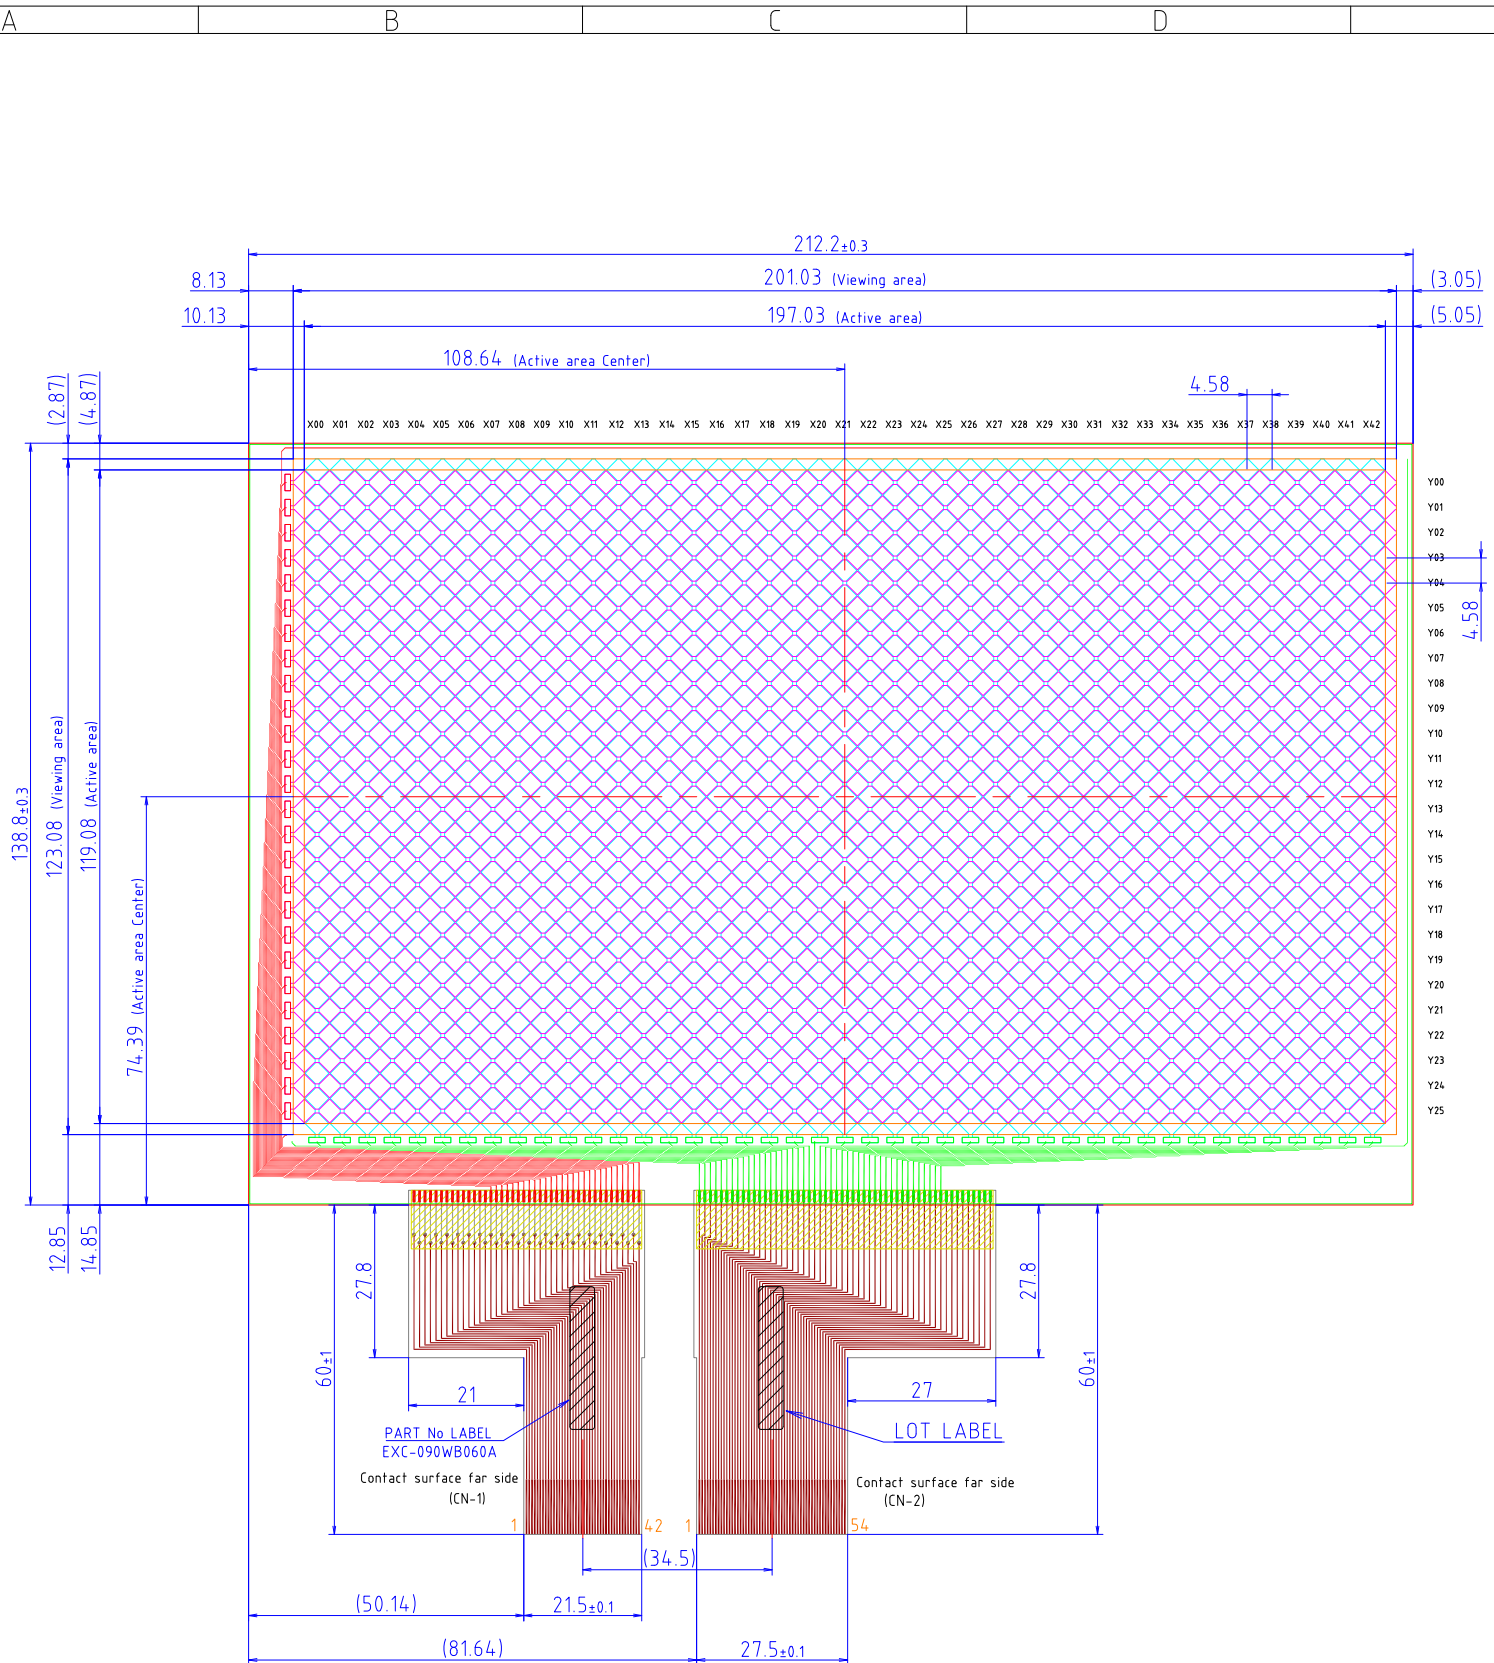 A B C D
212.2±0.3
8.13 201.03 (Viewing area) (3.05)
10.13 197.03 (Active area) (5.05)
108.64 (Active area Center)
4.58
(2.87) (4.87)
X00 X01 X02 X03 X04 X05 X06 X07 X08 X09 X10 X11 X12 X13 X14 X15 X16 X17 X18 X19 X20 X21 X22 X23 X24 X25 X26 X27 X28 X29 X30 X31 X32 X33 X34 X35 X36 X37 X38 X39 X40 X41 X42
Y00
Y01
Y02
Y03
Y04
Y05
Y06
Y07
Y08
Y09
Y10
Y11
Y12
Y13
Y14
Y15
Y16
Y17
Y18
Y19
Y20
Y21
Y22
Y23
Y24
Y25
4.58
138.8±0.3
123.08 (Viewing area)
119.08 (Active area)
74.39 (Active area Center)
12.85
14.85
27.8
27.8
60±1
60±1
21
27
PART No LABEL
EXC-090WB060A
LOT LABEL
Contact surface far side
(CN-1)
Contact surface far side
(CN-2)
1 42 1 54
(34.5)
(50.14) 21.5±0.1
(81.64) 27.5±0.1